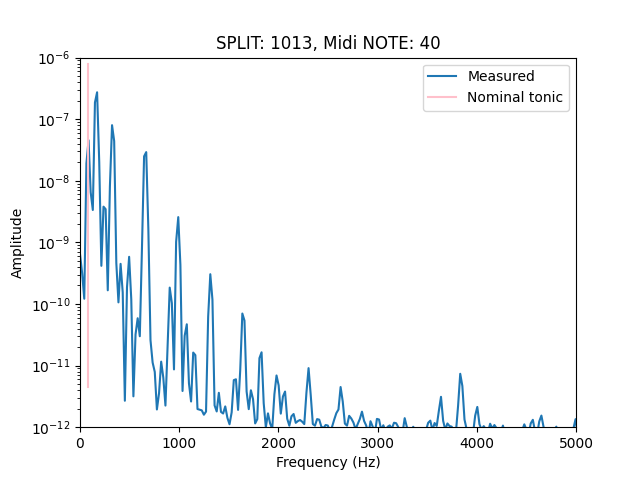 SPLIT: 1013, Midi NOTE: 40
Measured
Nominal tonic
Amplitude
10⁻⁶
10⁻⁷
10⁻⁸
10⁻⁹
10⁻¹⁰
10⁻¹¹
10⁻¹²
0 1000 2000 3000 4000 5000
Frequency (Hz)